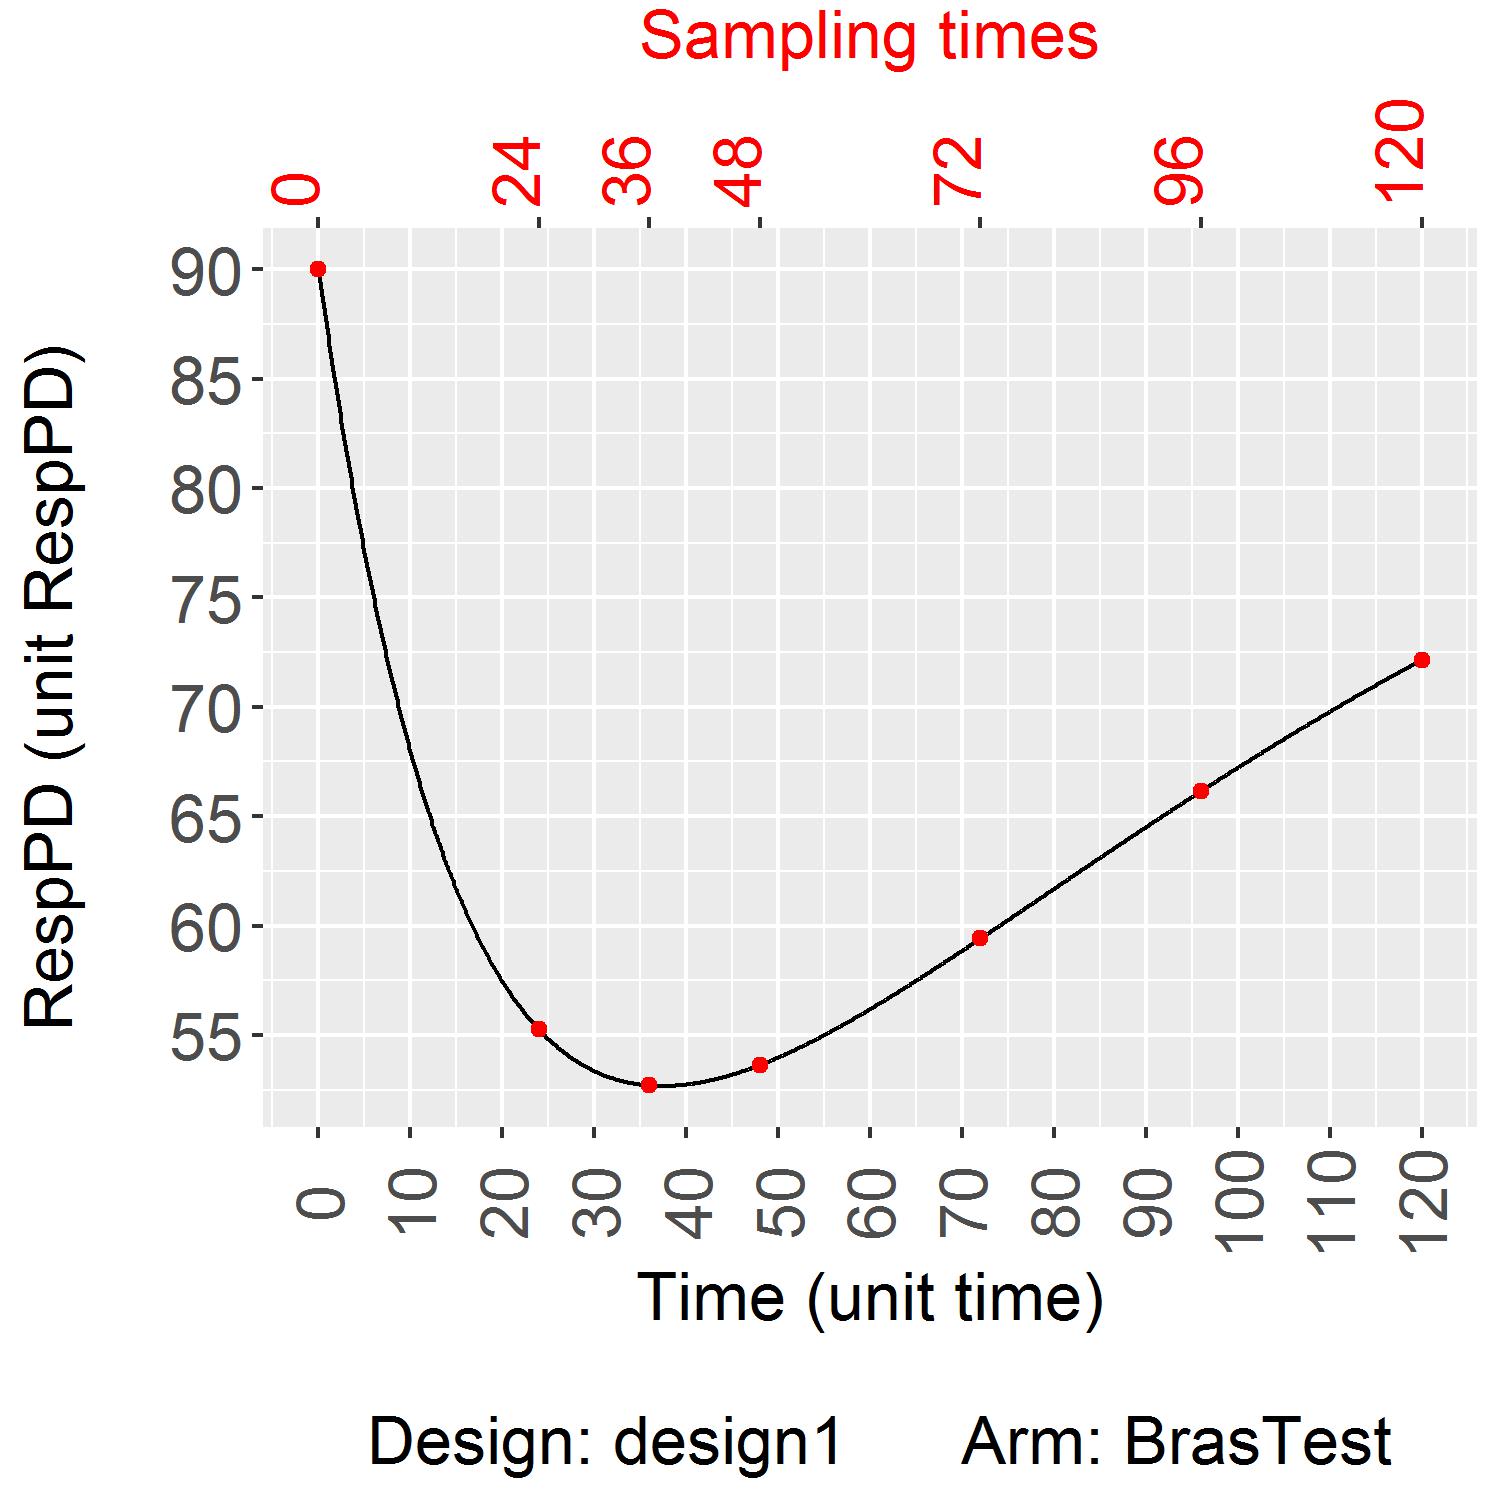 Sampling times
0 24 36 48 72 96 120
RespPD (unit RespPD)
90
85
80
75
70
65
60
55
0 10 20 30 40 50 60 70 80 90 100 110 120
Time (unit time)
Design: design1 Arm: BrasTest